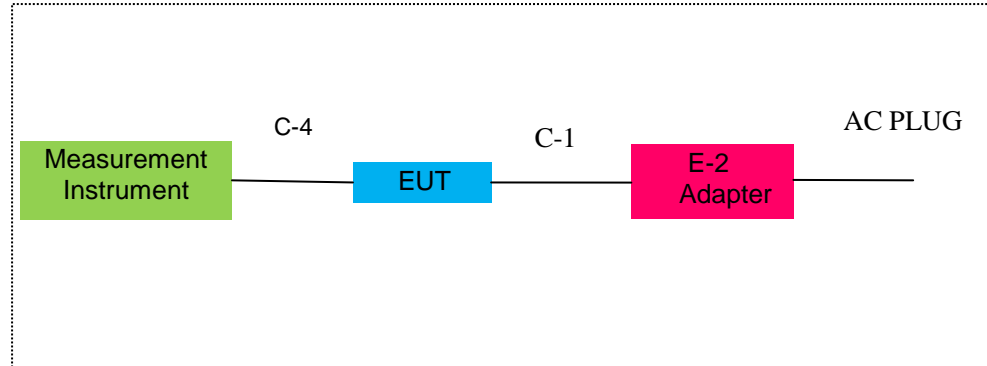 AC PLUG
C-4
C-1
Measurement
Instrument
EUT
E-2
Adapter